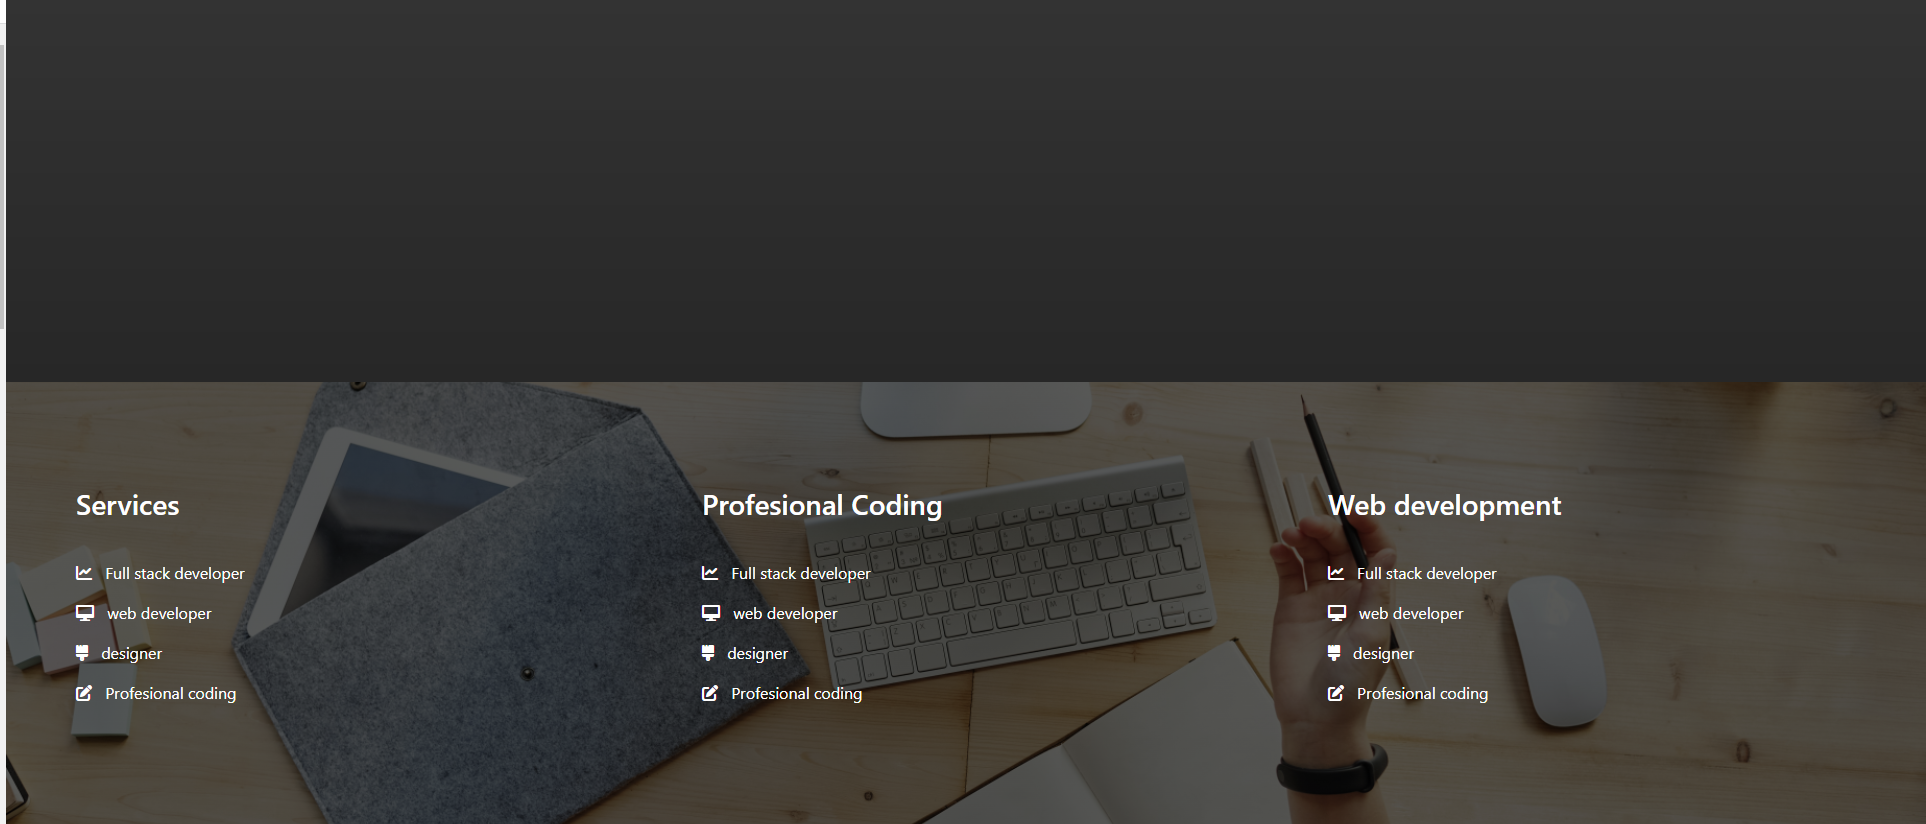 Services
Full stack developer
web developer
designer
Profesional coding
Profesional Coding
Full stack developer
web developer
designer
Profesional coding
Web development
Full stack developer
web developer
designer
Profesional coding